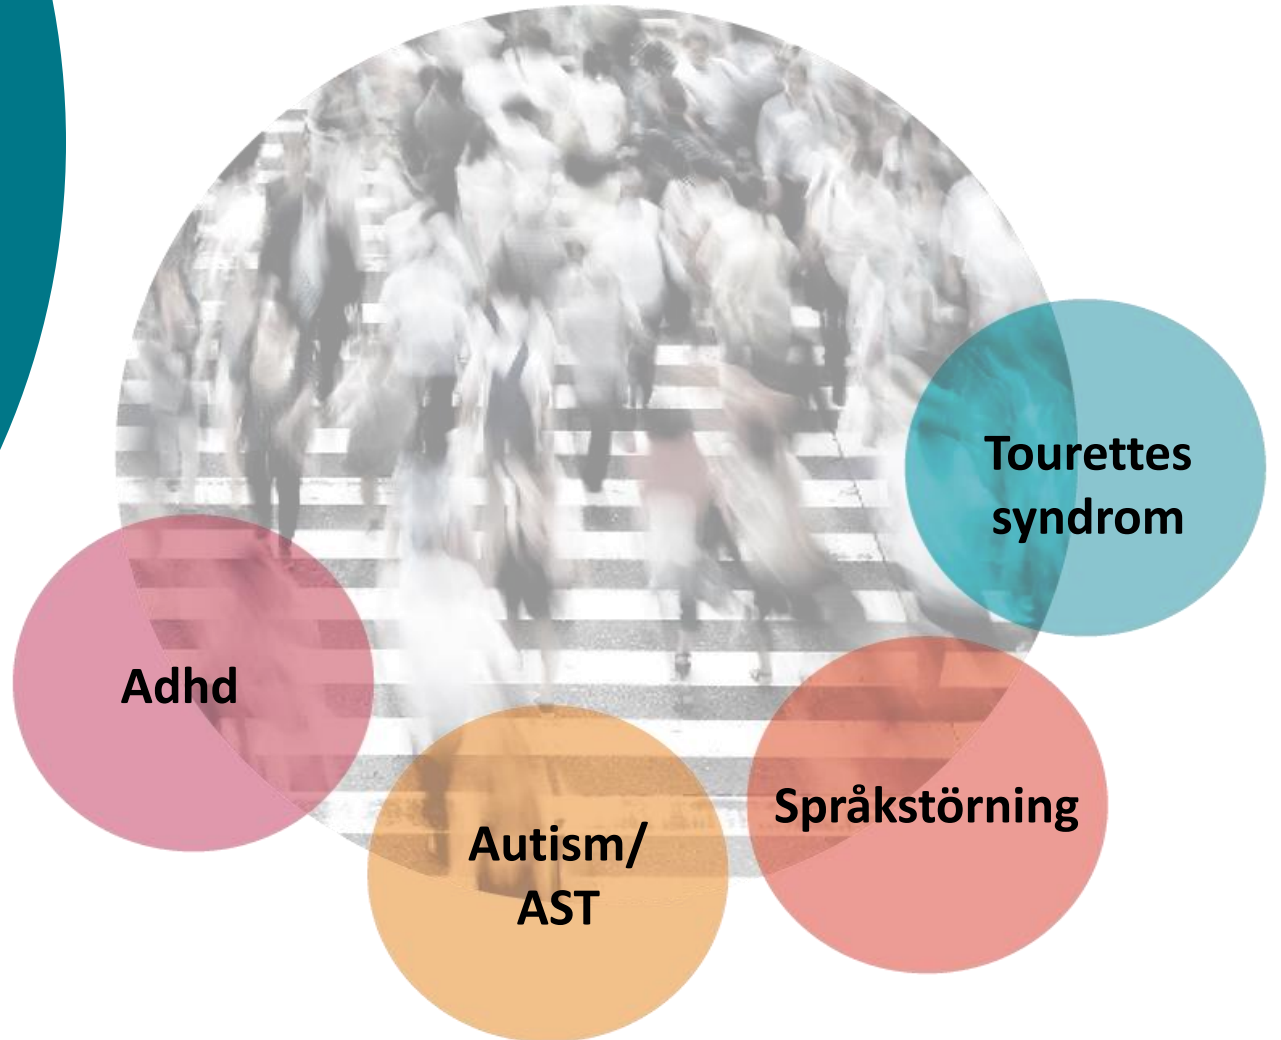 Tourettes
syndrom
Adhd
Språkstörning
Autism/
AST